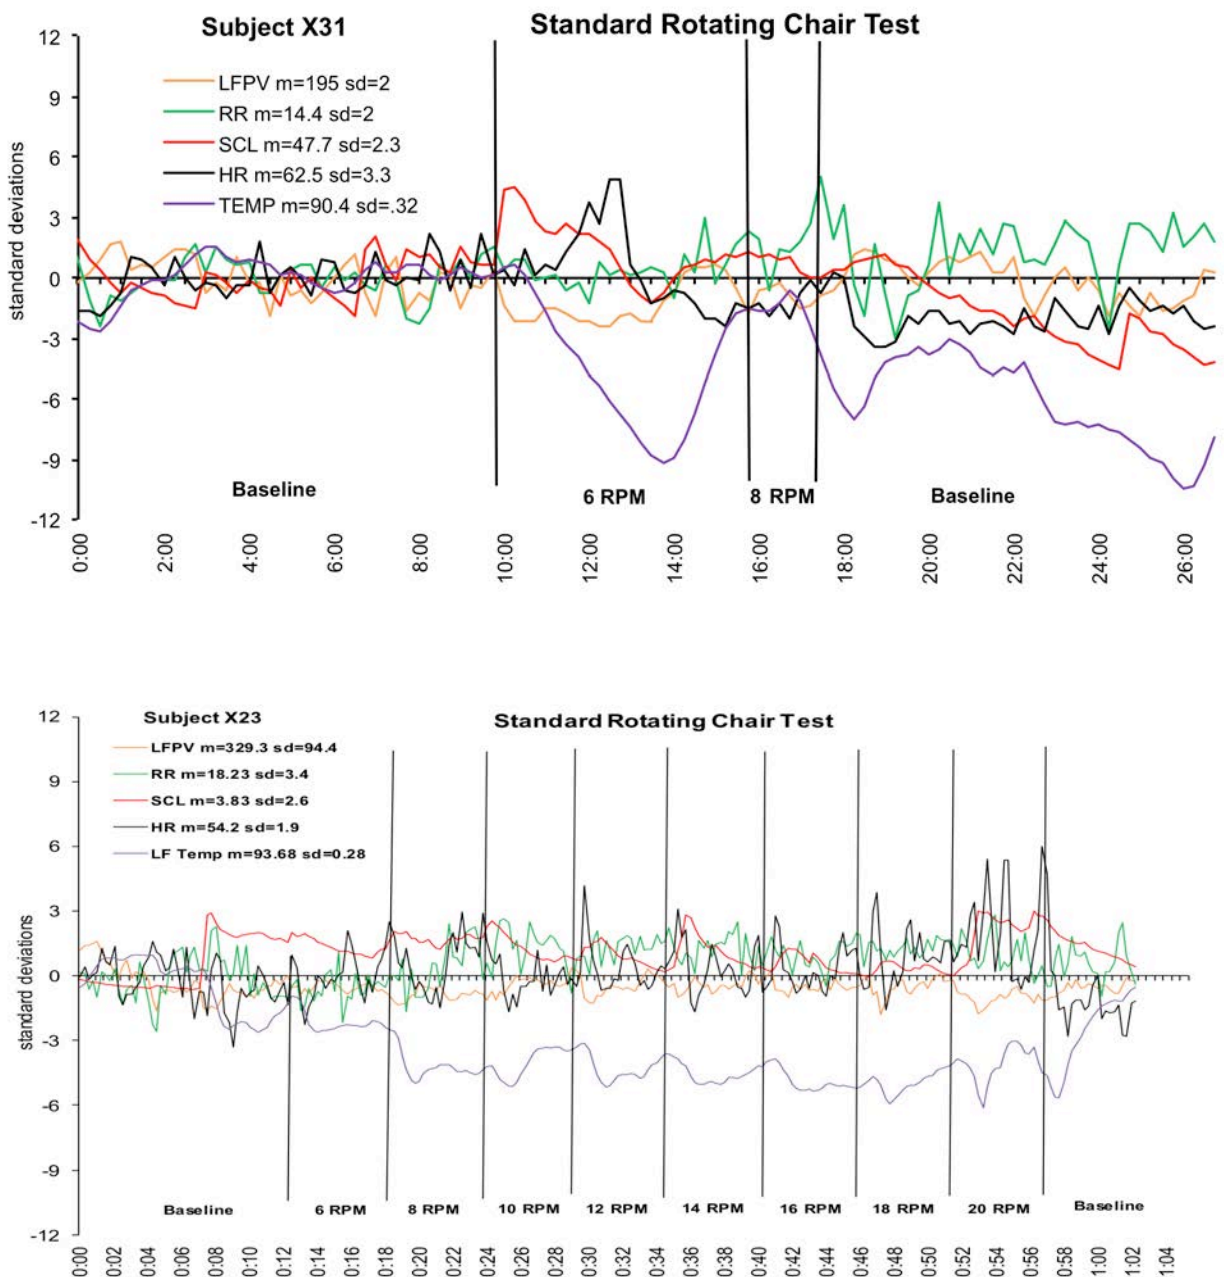 Subject X31
Standard Rotating Chair Test
12
9
6
3
0
-3
-6
-9
-12
standard deviations
LFPV m=195 sd=2
RR m=14.4 sd=2
SCL m=47.7 sd=2.3
HR m=62.5 sd=3.3
TEMP m=90.4 sd=.32
Baseline
6 RPM
8 RPM
Baseline
0:00
2:00
4:00
6:00
8:00
10:00
12:00
14:00
16:00
18:00
20:00
22:00
24:00
26:00
Subject X23
Standard Rotating Chair Test
12
9
6
3
0
-3
-6
-9
-12
standard deviations
LFPV m=329.3 sd=94.4
RR m=18.23 sd=3.4
SCL m=3.83 sd=2.6
HR m=54.2 sd=1.9
LF Temp m=93.68 sd=0.28
Baseline
6 RPM
8 RPM
10 RPM
12 RPM
14 RPM
16 RPM
18 RPM
20 RPM
Baseline
0:00
0:02
0:04
0:06
0:08
0:10
0:12
0:14
0:16
0:18
0:20
0:22
0:24
0:26
0:28
0:30
0:32
0:34
0:36
0:38
0:40
0:42
0:44
0:46
0:48
0:50
0:52
0:54
0:56
0:58
1:00
1:02
1:04